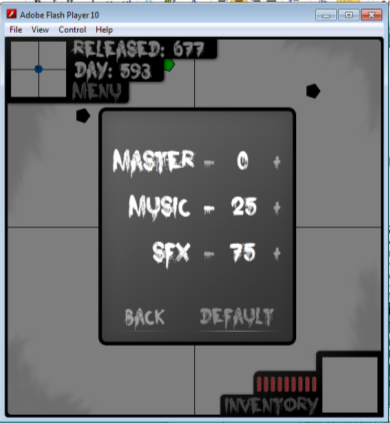 Adobe Flash Player 10
File View Control Help
RELEASED: 677
DAY: 593
MENU
MASTER - 0 +
MUSIC - 25 +
SFX - 75 +
BACK DEFAULT
INVENTORY